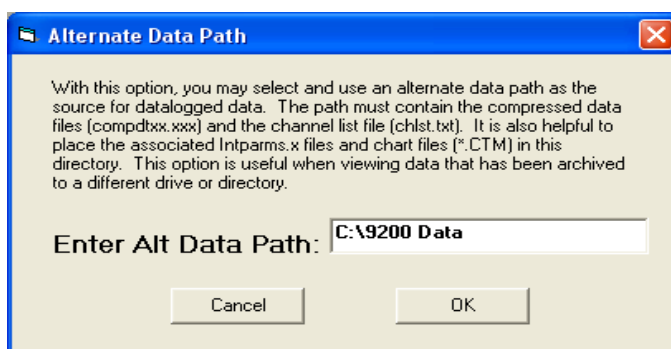 Alternate Data Path
With this option, you may select and use an alternate data path as the
source for datalogged data. The path must contain the compressed data
files (compdtxx.xxx) and the channel list file (chlst.txt). It is also helpful to
place the associated Intparms.x files and chart files (*.CTM) in this
directory. This option is useful when viewing data that has been archived
to a different drive or directory.
Enter Alt Data Path: C:\9200 Data
Cancel OK